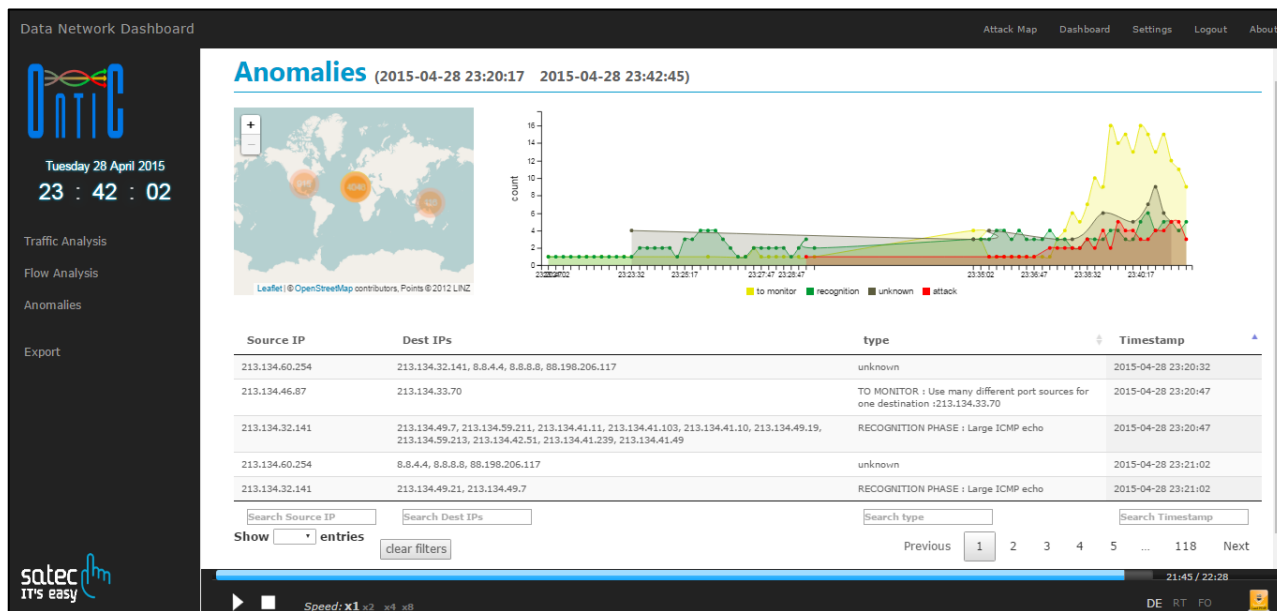 Data Network Dashboard
Attack Map Dashboard Settings Logout About
ONTIC
Tuesday 28 April 2015
23 : 42 : 02
Traffic Analysis
Flow Analysis
Anomalies
Export
satec
IT's easy
Anomalies (2015-04-28 23:20:17 2015-04-28 23:42:45)
+
−
Leaflet | © OpenStreetMap contributors, Points © 2012 LINZ
count
16
14
12
10
8
6
4
2
0
23:23:32 23:25:17 23:27:47 23:28:47 23:35:02 23:36:47 23:38:32 23:40:17
to monitor recognition unknown attack
Source IP Dest IPs type Timestamp
213.134.60.254 213.134.32.141, 8.8.4.4, 8.8.8.8, 88.198.206.117 unknown 2015-04-28 23:20:32
213.134.46.87 213.134.33.70 TO MONITOR : Use many different port sources for 2015-04-28 23:20:47
one destination :213.134.33.70
213.134.32.141 213.134.49.7, 213.134.59.211, 213.134.41.11, 213.134.41.103, 213.134.41.10, 213.134.49.19, RECOGNITION PHASE : Large ICMP echo 2015-04-28 23:20:47
213.134.59.213, 213.134.42.51, 213.134.41.239, 213.134.41.49
213.134.60.254 8.8.4.4, 8.8.8.8, 88.198.206.117 unknown 2015-04-28 23:21:02
213.134.32.141 213.134.49.21, 213.134.49.7 RECOGNITION PHASE : Large ICMP echo 2015-04-28 23:21:02
Search Source IP Search Dest IPs Search type Search Timestamp
Show entries
clear filters
Previous 1 2 3 4 5 ... 118 Next
21:45 / 22:28
Speed: x1 x2 x4 x8
DE RT FO